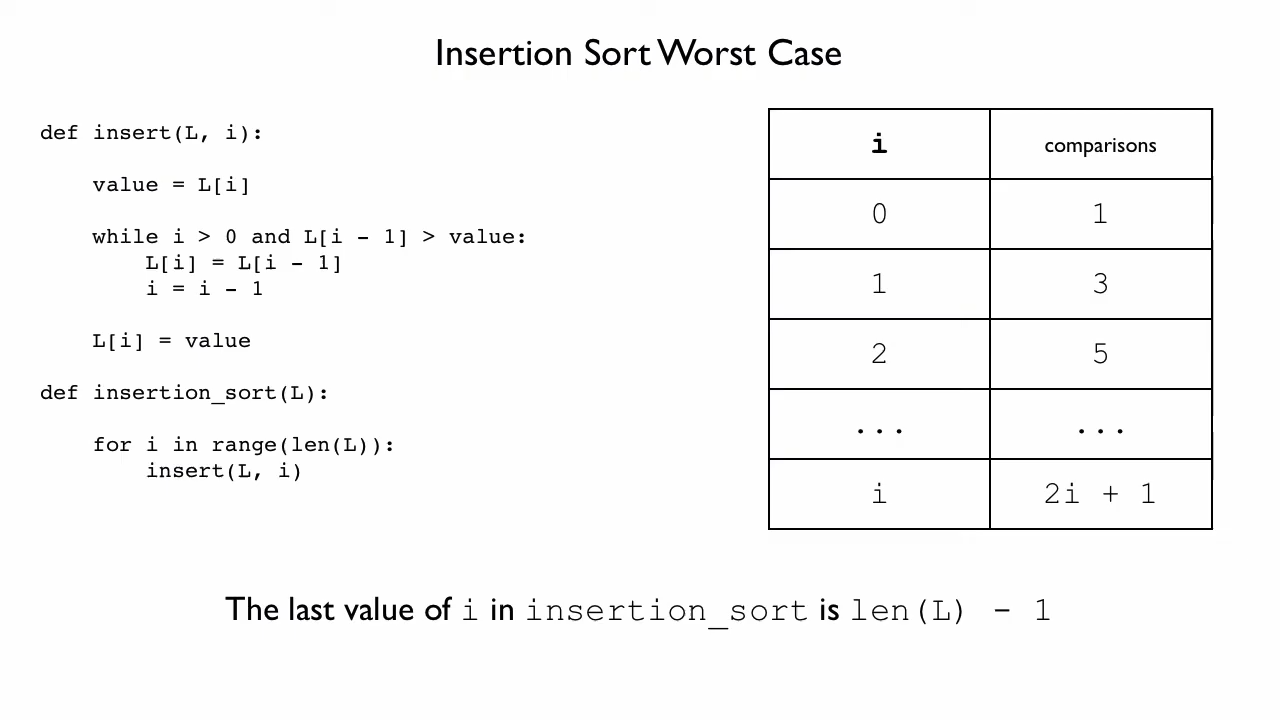 Insertion Sort Worst Case
def insert(L, i):
    value = L[i]
    while i > 0 and L[i - 1] > value:
        L[i] = L[i - 1]
        i = i - 1
    L[i] = value
def insertion_sort(L):
    for i in range(len(L)):
        insert(L, i)
i comparisons
0 1
1 3
2 5
... ...
i 2i + 1
The last value of i in insertion_sort is len(L) - 1